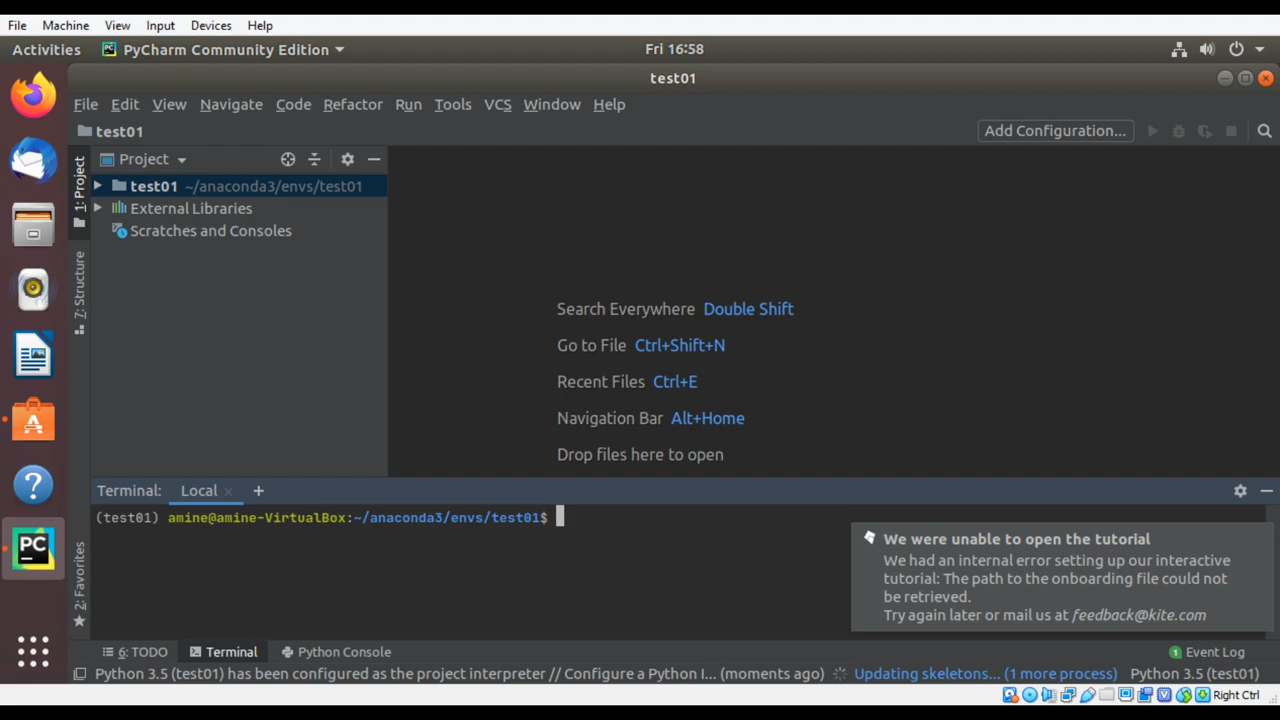 File Machine View Input Devices Help
Activities PyCharm Community Edition Fri 16:58
test01
File Edit View Navigate Code Refactor Run Tools VCS Window Help
test01 Add Configuration...
1: Project
Project
test01 ~/anaconda3/envs/test01
External Libraries
Scratches and Consoles
7: Structure
Search Everywhere Double Shift
Go to File Ctrl+Shift+N
Recent Files Ctrl+E
Navigation Bar Alt+Home
Drop files here to open
Terminal: Local +
(test01) amine@amine-VirtualBox:~/anaconda3/envs/test01$
We were unable to open the tutorial
We had an internal error setting up our interactive
tutorial: The path to the onboarding file could not
be retrieved.
Try again later or mail us at feedback@kite.com
2: Favorites
PC
6: TODO Terminal Python Console 1 Event Log
Python 3.5 (test01) has been configured as the project interpreter // Configure a Python I... (moments ago) Updating skeletons... (1 more process) Python 3.5 (test01)
Right Ctrl